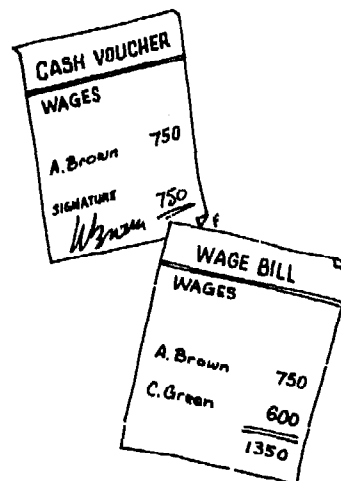 CASH VOUCHER
WAGES
A. Brown 750
SIGNATURE 750
WAGE BILL
WAGES
A. Brown 750
C. Green 600
1350